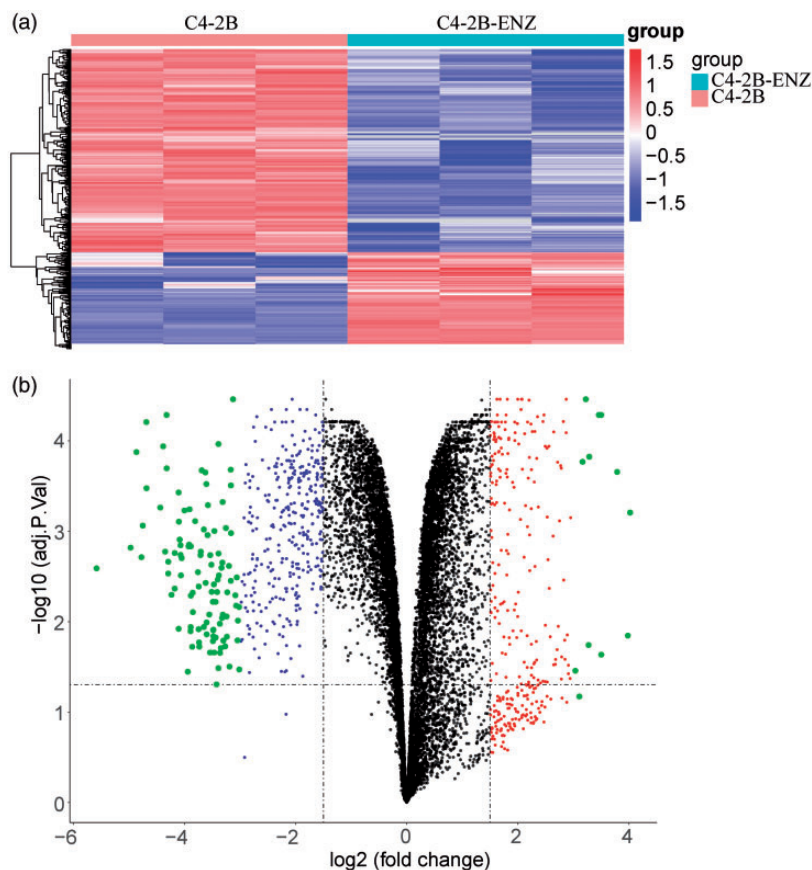 (a)
C4-2B
C4-2B-ENZ
group
1.5
1
0.5
0
−0.5
−1
−1.5
group
C4-2B-ENZ
C4-2B
(b)
4
3
2
1
0
−log10 (adj.P.Val)
−6
−4
−2
0
2
4
log2 (fold change)